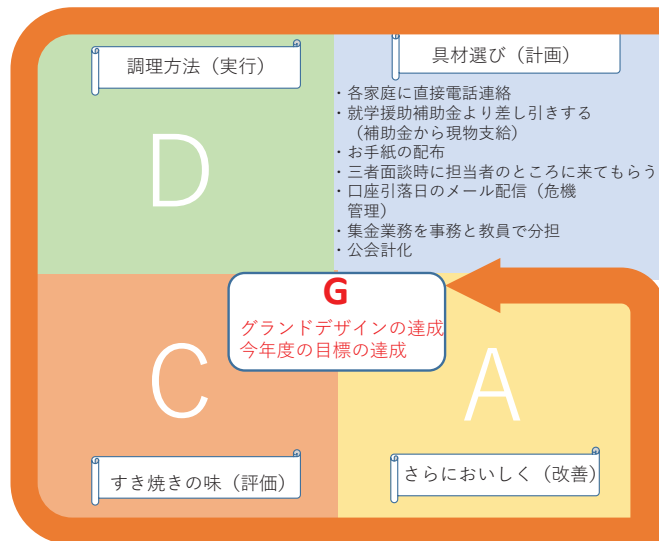 調理方法（実行）
D
具材選び（計画）
・各家庭に直接電話連絡
・就学援助補助金より差し引きする
（補助金から現物支給）
・お手紙の配布
・三者面談時に担当者のところに来てもらう
・口座引落日のメール配信（危機
管理）
・集金業務を事務と教員で分担
・公会計化
G
グランドデザインの達成
今年度の目標の達成
C
すき焼きの味（評価）
A
さらにおいしく（改善）